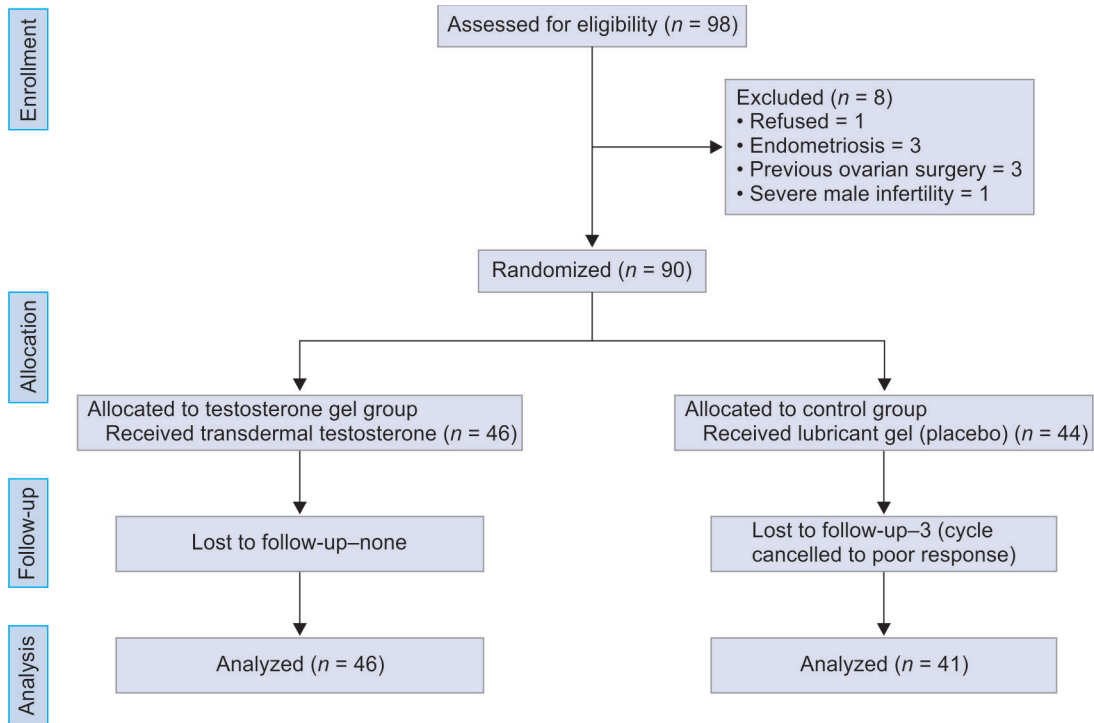 Enrollment
Assessed for eligibility (n = 98)
Excluded (n = 8)
• Refused = 1
• Endometriosis = 3
• Previous ovarian surgery = 3
• Severe male infertility = 1
Randomized (n = 90)
Allocation
Allocated to testosterone gel group
Received transdermal testosterone (n = 46)
Allocated to control group
Received lubricant gel (placebo) (n = 44)
Follow-up
Lost to follow-up–none
Lost to follow-up–3 (cycle
cancelled to poor response)
Analysis
Analyzed (n = 46)
Analyzed (n = 41)